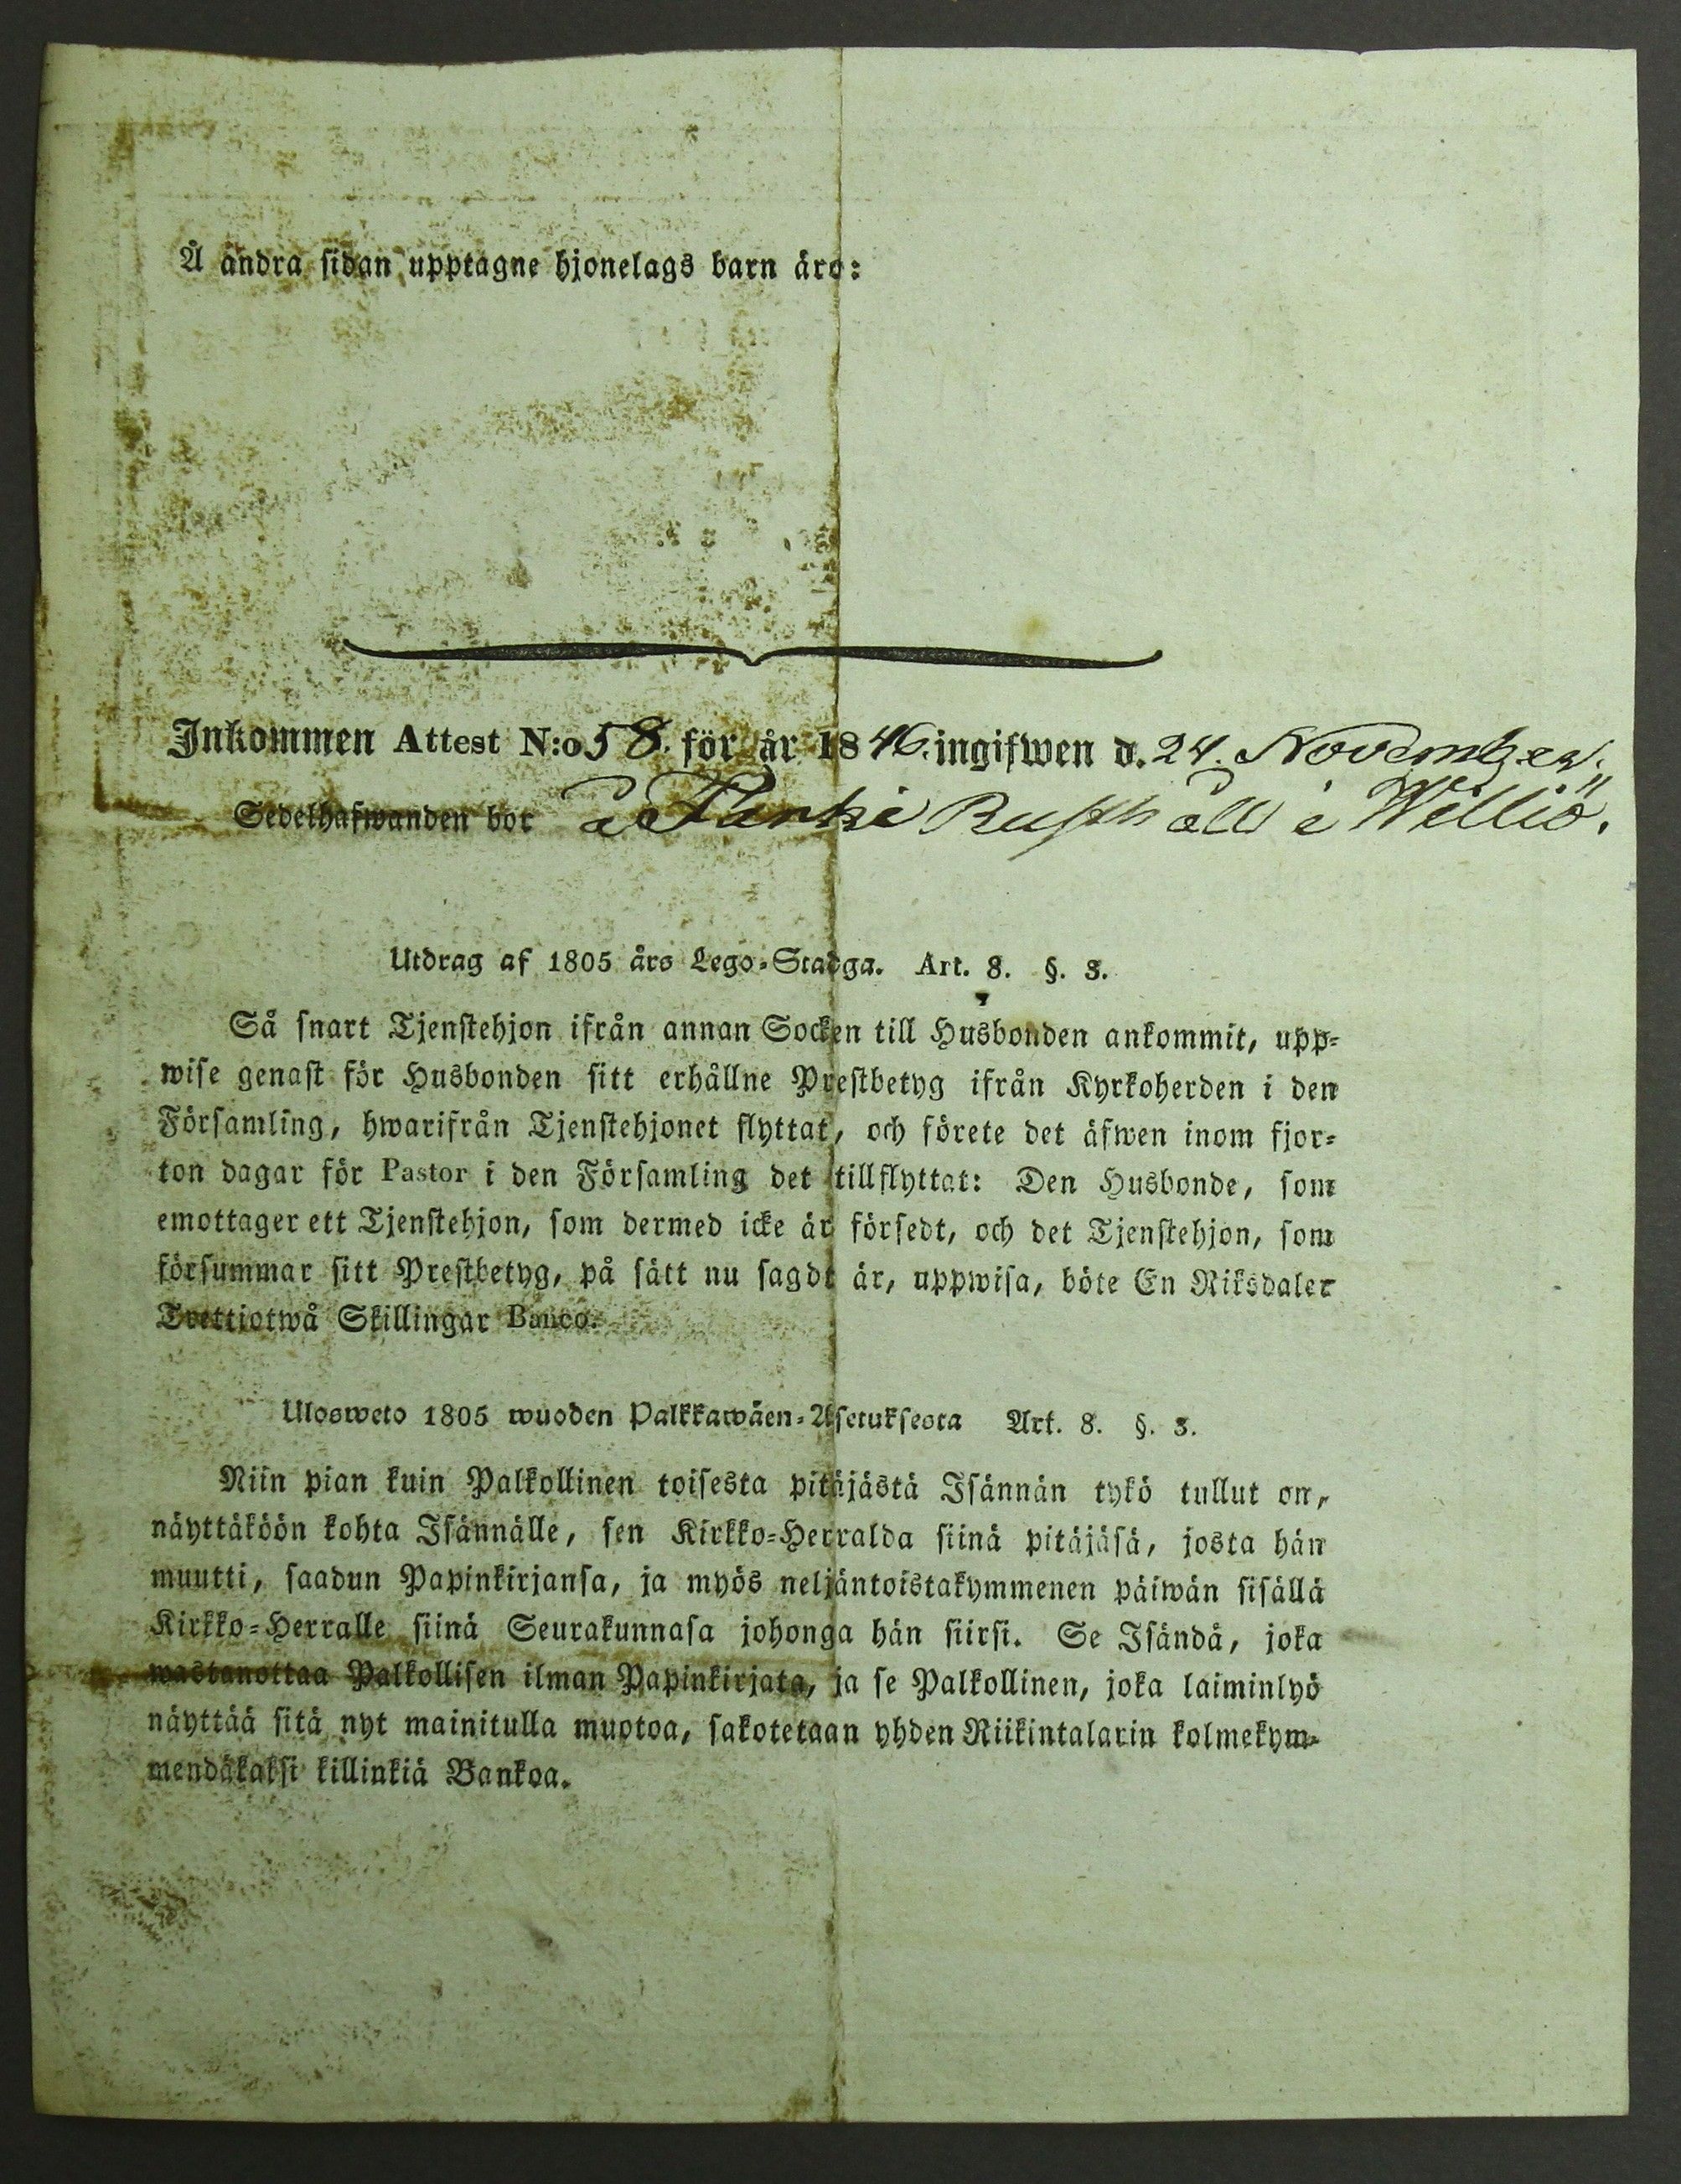 Å andra sidan upptagne hjonelags barn äro:
Inkommen Attest N:o 58. för år 1846. ingifwen d. 24. November.
Sedelhafwanden bor å Flenki Rusthåll i Williö.
Utdrag af 1805 års Lego-Stadga. Art. 8. §. 3.
Så snart Tjenstehjon ifrån annan Socken till Husbonden ankommit, upp-
wise genast för Husbonden sitt erhållne Prestbetyg ifrån Kyrkoherden i den
Församling, hwarifrån Tjenstehjonet flyttat, och förete det äfwen inom fjor-
ton dagar för Pastor i den Församling det tillflyttat: Den Husbonde, som
emottager ett Tjenstehjon, som dermed icke är försedt, och det Tjenstehjon, som
försummar sitt Prestbetyg, på sätt nu sagdt är, uppwisa, böte En Riksdaler
Trettiotwå Skillingar Banco.
Ulosweto 1805 wuoden Palkkawäen-Asetuksesta Art. 8. §. 3.
Niin pian kuin Palkollinen toisesta pitäjästä Isännän tykö tullut on,
näyttäköön kohta Isännälle, sen Kirkko-Herralda siinä pitäjäsä, josta hän
muutti, saadun Papinkirjansa, ja myös neljäntoistakymmenen päiwän sisällä
Kirkko-Herralle siinä Seurakunnasa johonga hän siirsi. Se Isändä, joka
wastanottaa Palkollisen ilman Papinkirjata, ja se Palkollinen, joka laiminlyö
näyttää sitä nyt mainitulla muotoa, sakotetaan yhden Riikintalarin kolmekym-
mendäkaksi killinkiä Bankoa.